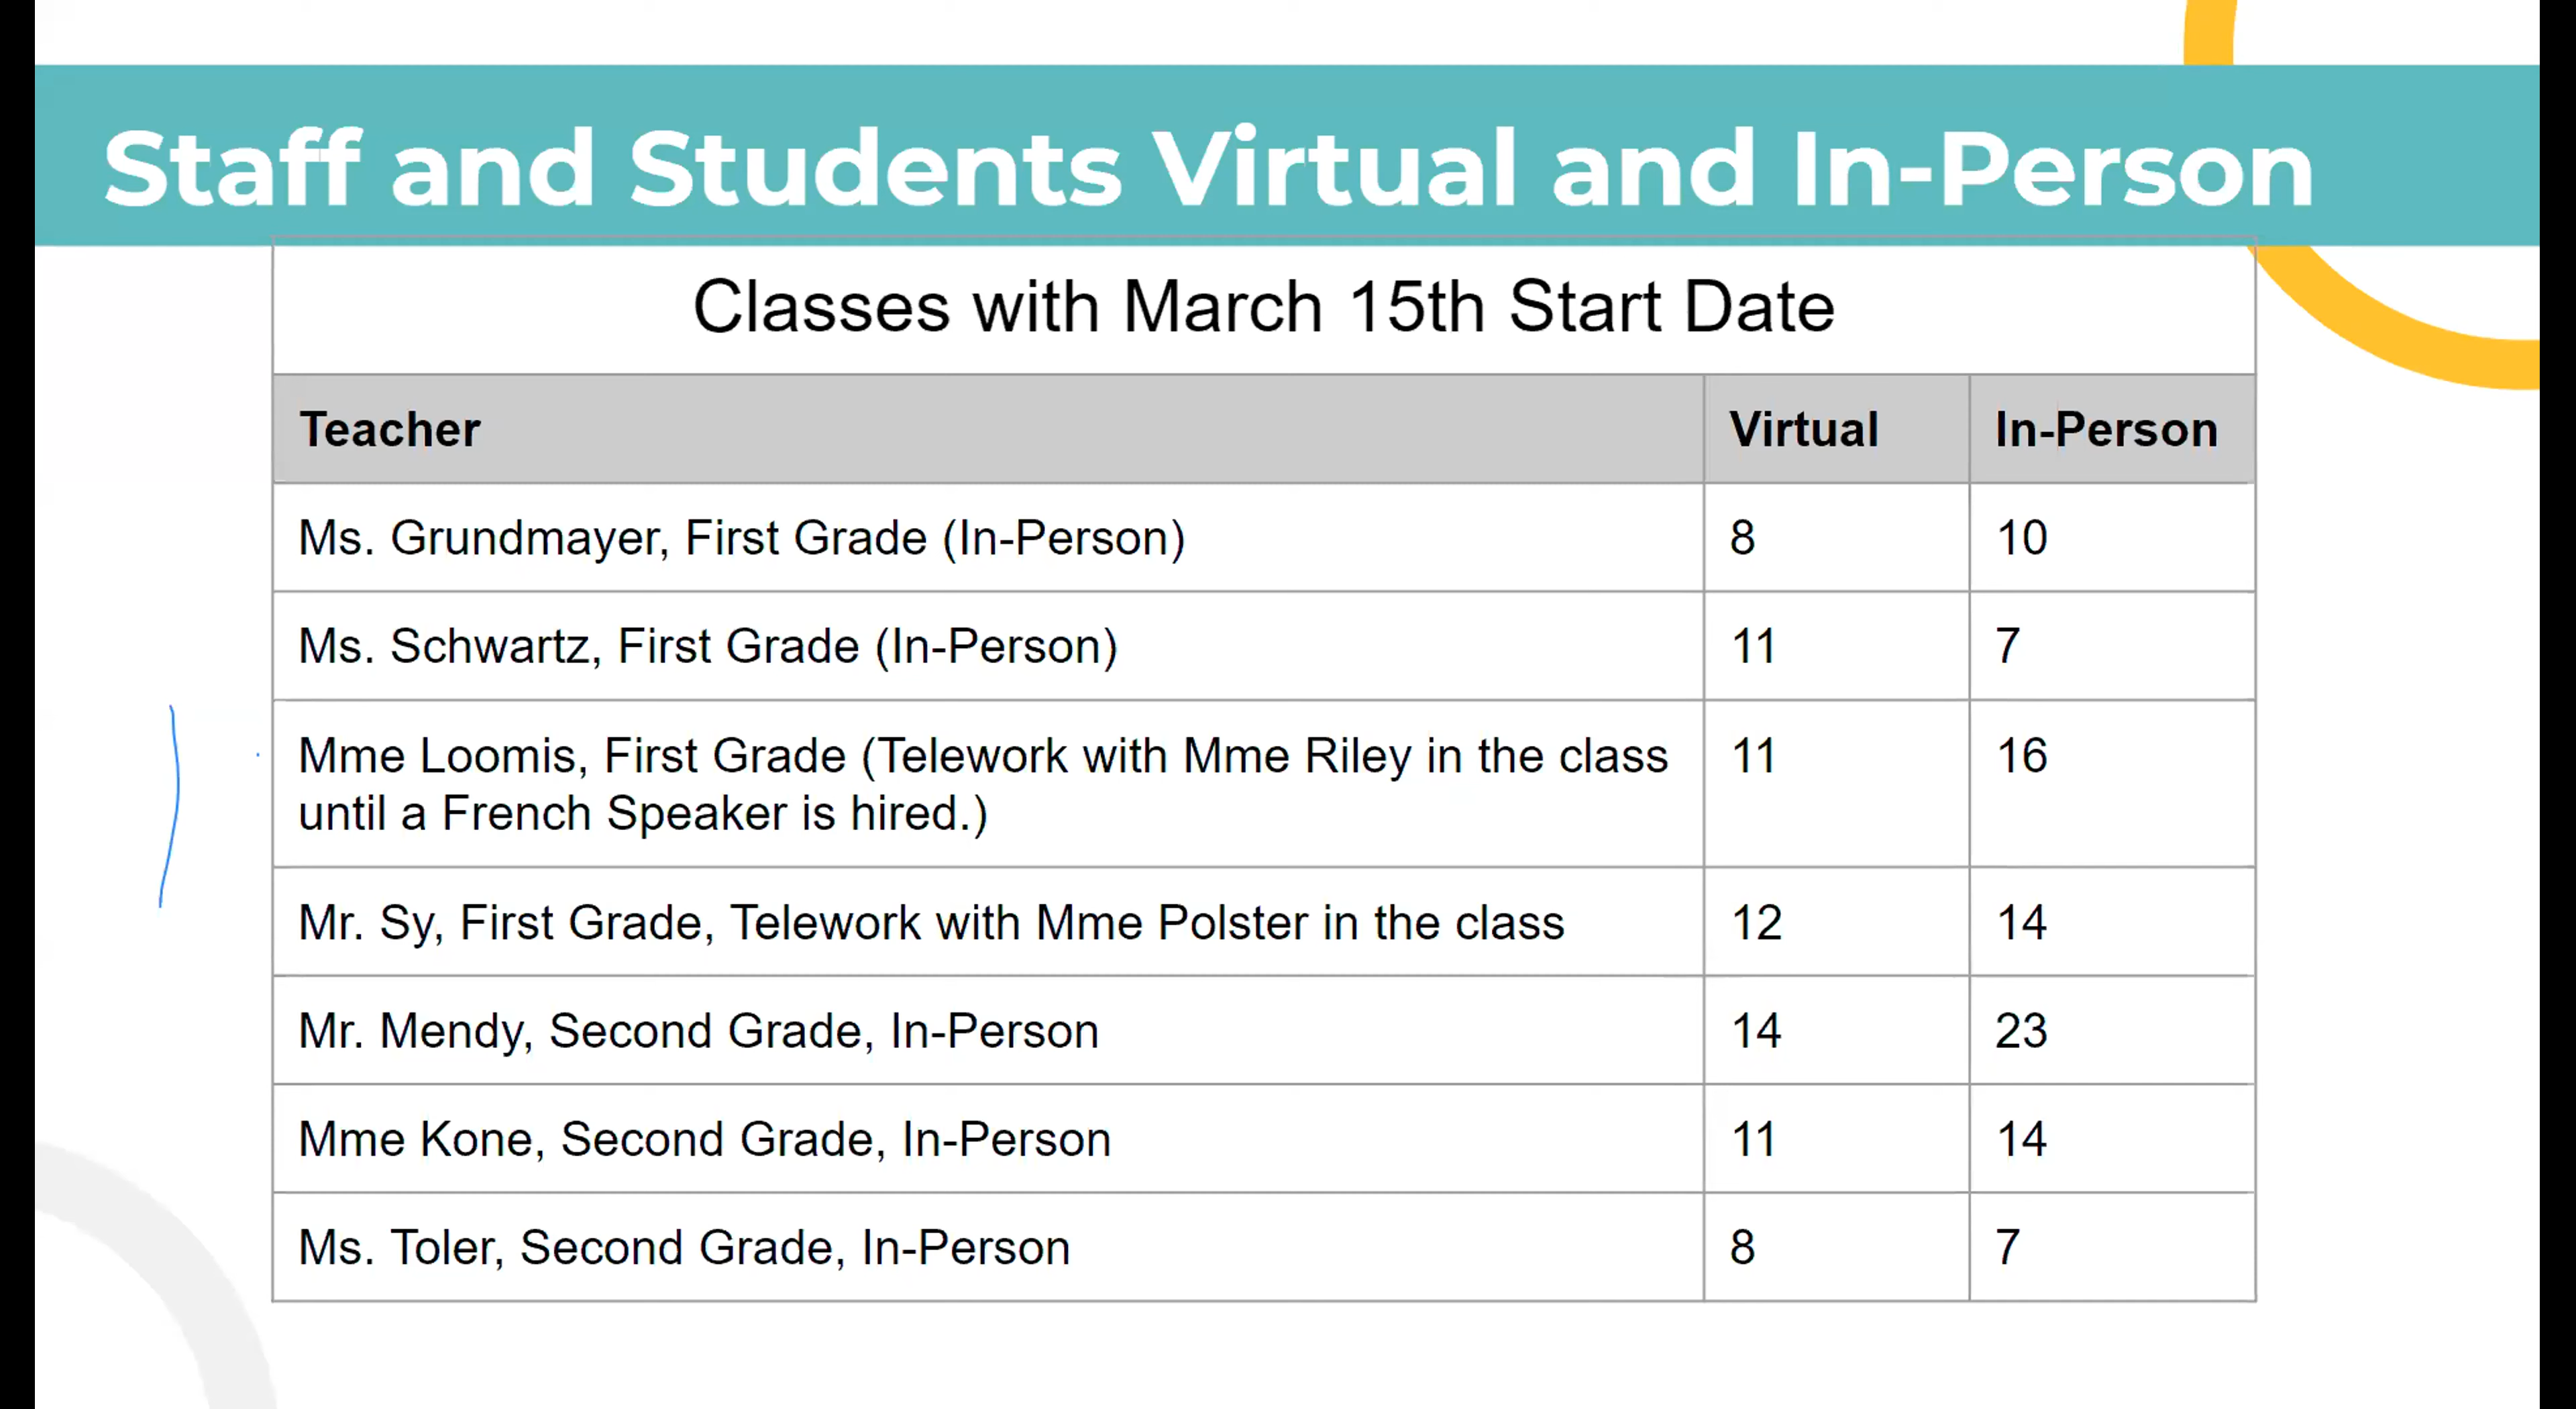 Staff and Students Virtual and In-Person
Classes with March 15th Start Date
Teacher Virtual In-Person
Ms. Grundmayer, First Grade (In-Person) 8 10
Ms. Schwartz, First Grade (In-Person) 11 7
Mme Loomis, First Grade (Telework with Mme Riley in the class 11 16
until a French Speaker is hired.)
Mr. Sy, First Grade, Telework with Mme Polster in the class 12 14
Mr. Mendy, Second Grade, In-Person 14 23
Mme Kone, Second Grade, In-Person 11 14
Ms. Toler, Second Grade, In-Person 8 7